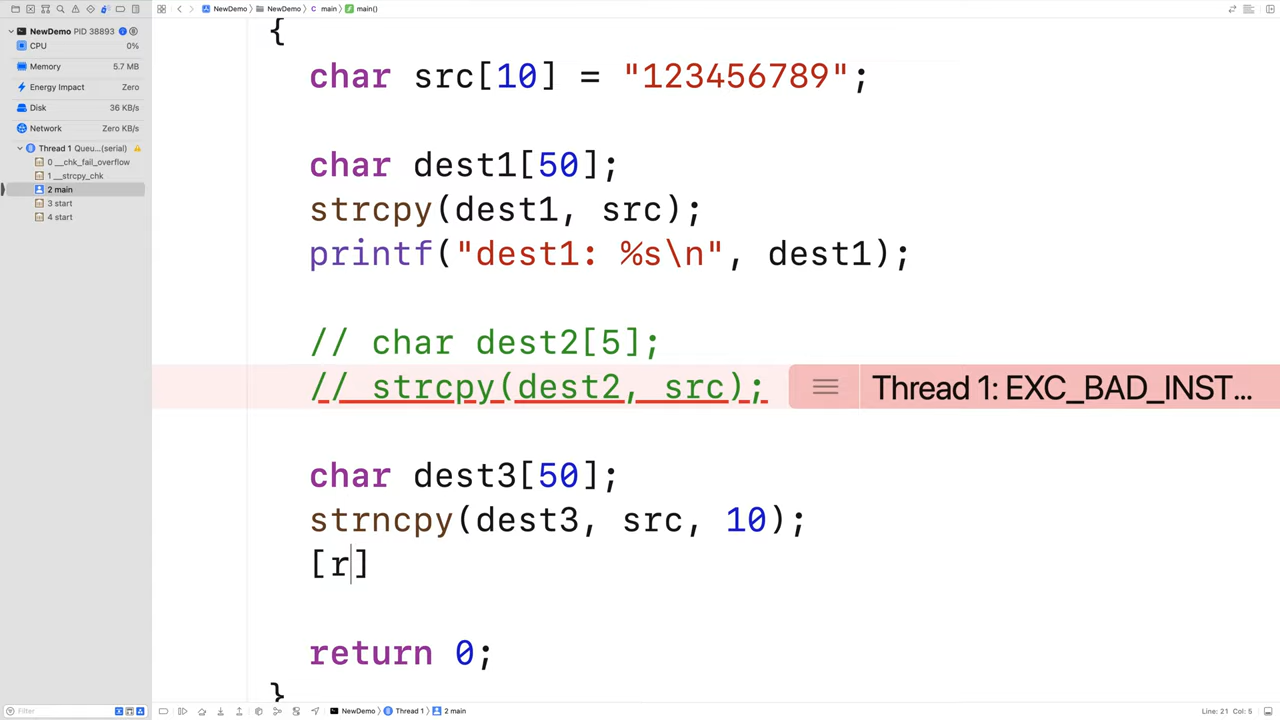 NewDemo NewDemo main main()
NewDemo PID 38893
CPU 0%
Memory 5.7 MB
Energy Impact Zero
Disk 36 KB/s
Network Zero KB/s
Thread 1 Queu...(serial)
0 __chk_fail_overflow
1 __strcpy_chk
2 main
3 start
4 start
{
char src[10] = "123456789";
char dest1[50];
strcpy(dest1, src);
printf("dest1: %s\n", dest1);
// char dest2[5];
// strcpy(dest2, src); Thread 1: EXC_BAD_INST...
char dest3[50];
strncpy(dest3, src, 10);
[r]
return 0;
}
Filter NewDemo Thread 1 2 main Line: 21 Col: 5